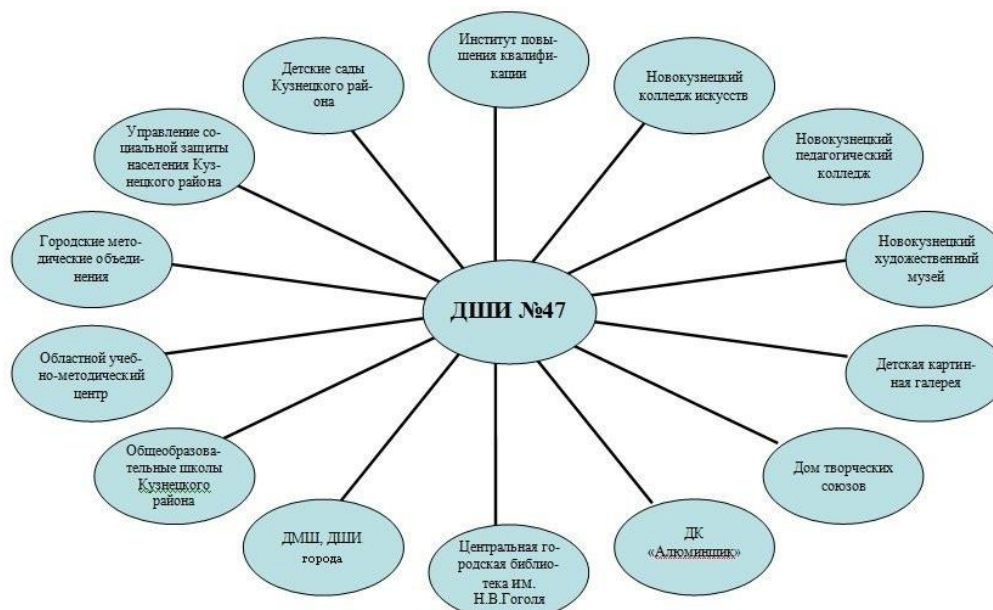 Институт повы-
шения квалифи-
кации
Детские сады
Кузнецкого рай-
она
Новокузнецкий
колледж искусств
Управление со-
циальной защиты
населения Куз-
нецкого района
Новокузнецкий
педагогический
колледж
Городские мето-
дические объеди-
нения
Новокузнецкий
художественный
музей
ДШИ №47
Областной учеб-
но-методический
центр
Детская картин-
ная галерея
Общеобразова-
тельные школы
Кузнецкого
района
Дом творческих
союзов
ДМШ, ДШИ
города
Центральная го-
родская библио-
тека им.
Н.В.Гоголя
ДК
«Алюминщик»